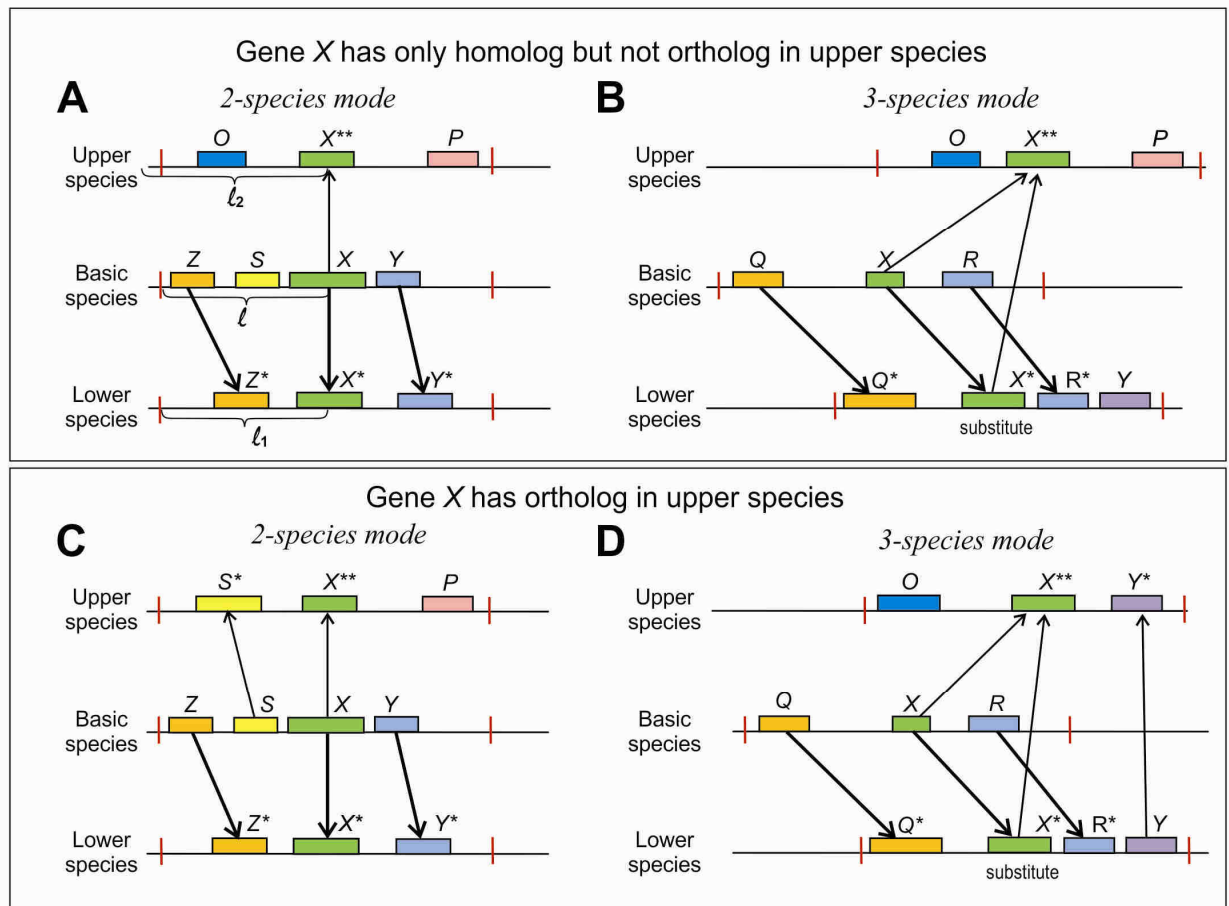 Gene X has only homolog but not ortholog in upper species
A
2-species mode
O X** P
Upper
species
ℓ2
Z S X Y
Basic
species
ℓ
Z* X* Y*
Lower
species
ℓ1
B
3-species mode
O X** P
Upper
species
Q X R
Basic
species
Q* X* R* Y
Lower
species
substitute
Gene X has ortholog in upper species
C
2-species mode
S* X** P
Upper
species
Z S X Y
Basic
species
Z* X* Y*
Lower
species
D
3-species mode
O X** Y*
Upper
species
Q X R
Basic
species
Q* X* R* Y
Lower
species
substitute